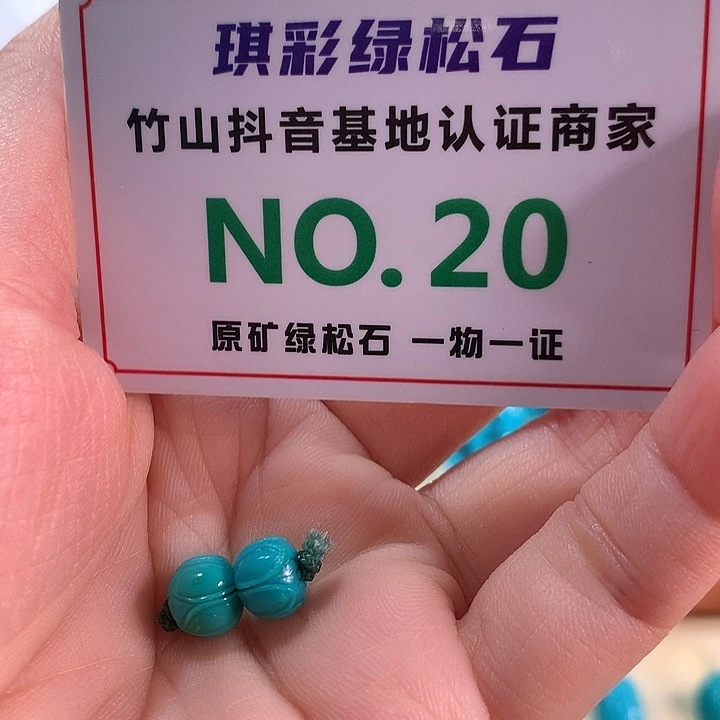 琪彩绿松石
竹山抖音基地认证商家
NO.20
原矿绿松石 一物一证